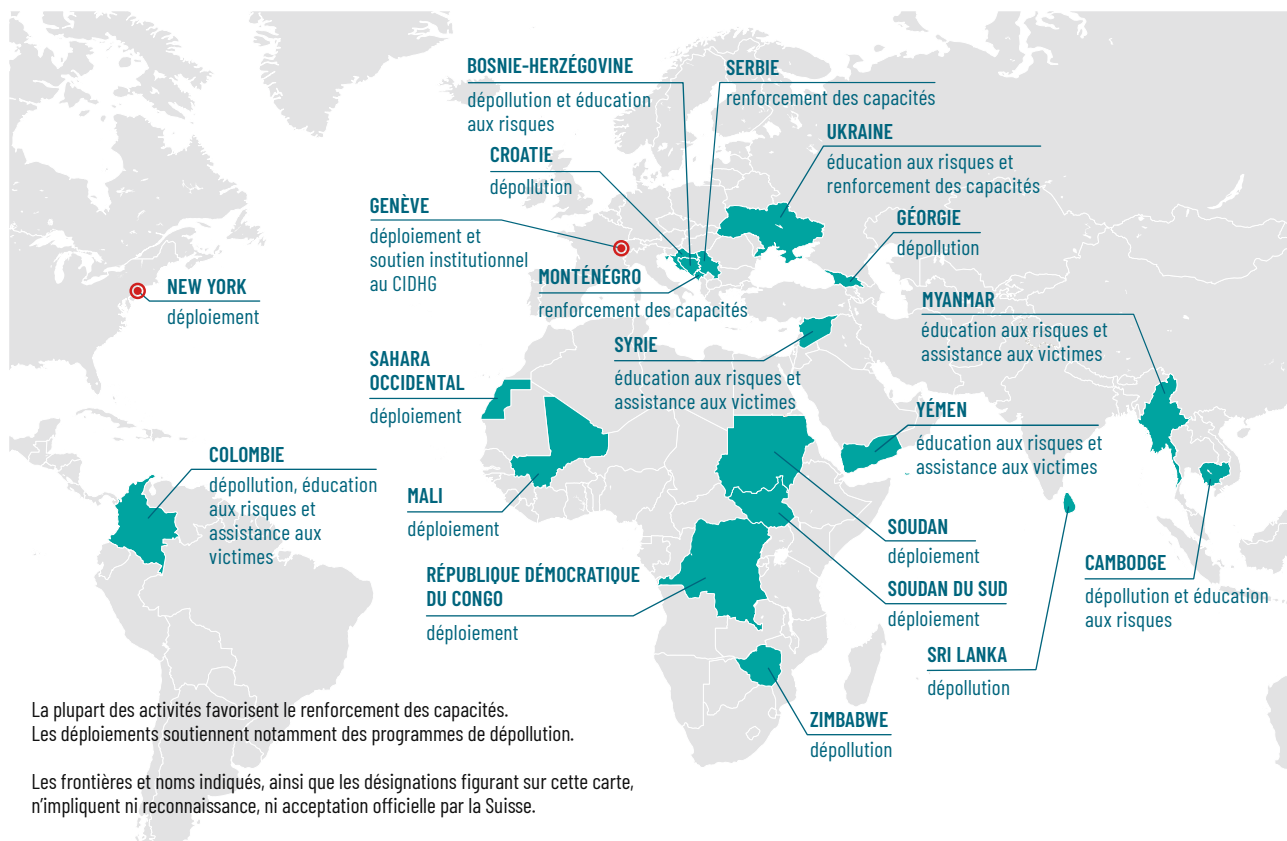 BOSNIE-HERZÉGOVINE
dépollution et éducation
aux risques
SERBIE
renforcement des capacités
UKRAINE
éducation aux risques et
renforcement des capacités
CROATIE
dépollution
GENÈVE
déploiement et
soutien institutionnel
au CIDHG
GÉORGIE
dépollution
MONTÉNÉGRO
renforcement des capacités
NEW YORK
déploiement
MYANMAR
éducation aux risques et
assistance aux victimes
SYRIE
éducation aux risques et
assistance aux victimes
SAHARA
OCCIDENTAL
déploiement
YÉMEN
éducation aux risques et
assistance aux victimes
COLOMBIE
dépollution, éducation
aux risques et
assistance aux
victimes
MALI
déploiement
SOUDAN
déploiement
CAMBODGE
dépollution et éducation
aux risques
RÉPUBLIQUE DÉMOCRATIQUE
DU CONGO
déploiement
SOUDAN DU SUD
déploiement
SRI LANKA
dépollution
ZIMBABWE
dépollution
La plupart des activités favorisent le renforcement des capacités.
Les déploiements soutiennent notamment des programmes de dépollution.
Les frontières et noms indiqués, ainsi que les désignations figurant sur cette carte,
n'impliquent ni reconnaissance, ni acceptation officielle par la Suisse.